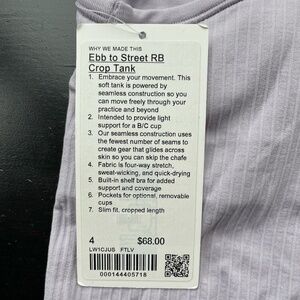 WHY WE MADE THIS
Ebb to Street RB
Crop Tank
1. Embrace your movement. This
soft tank is powered by
seamless construction so you
can move freely through your
practice and beyond
2. Intended to provide light
support for a B/C cup
3. Our seamless construction uses
the fewest number of seams to
create gear that glides across
skin so you can skip the chafe
4. Fabric is four-way stretch,
sweat-wicking, and quick-drying
5. Built-in shelf bra for added
support and coverage
6. Pockets for optional, removable
cups
7. Slim fit, cropped length
4 $68.00
LW1CJUS FTLV
000144405718